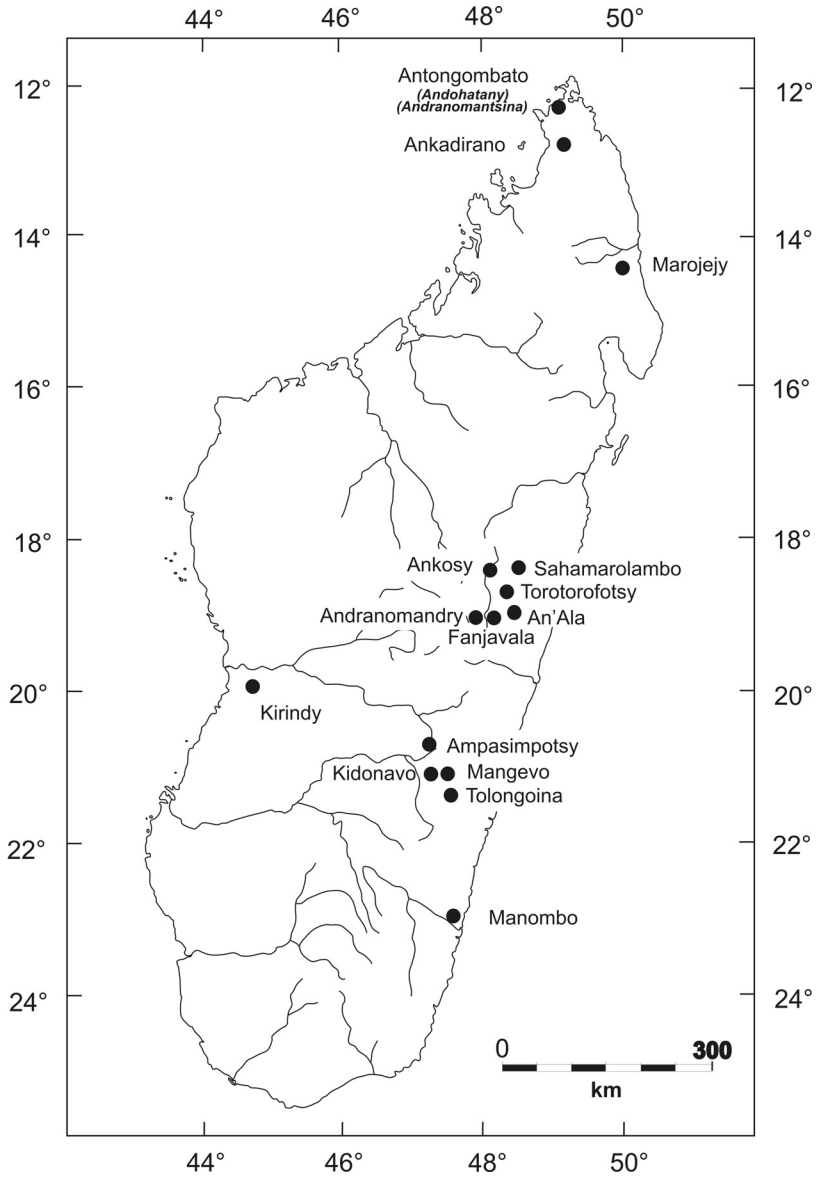 44° 46° 48° 50°
Antongombato
12° 12°
(Andohatany)
(Andranomantsina)
Ankadirano
14° 14°
Marojejy
16° 16°
18° 18°
Ankosy Sahamarolambo
Torotorofotsy
Andranomandry An'Ala
Fanjavala
20° 20°
Kirindy
Ampasimpotsy
Kidonavo Mangevo
Tolongoina
22° 22°
Manombo
24° 24°
0 300
km
44° 46° 48° 50°